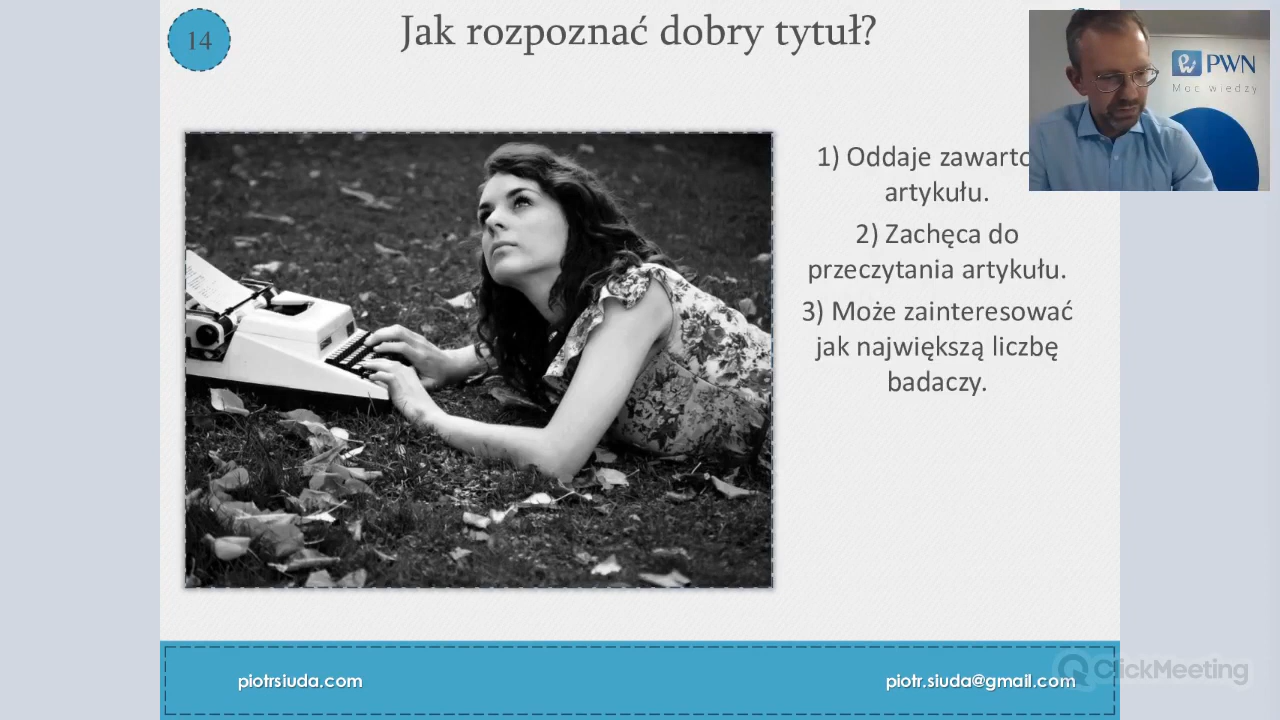 14
Jak rozpoznać dobry tytuł?
PWN
Moc wiedzy
1) Oddaje
artykułu.
2) Zachęca do
przeczytania artykułu.
3) Może zainteresować
jak największą liczbę
badaczy.
piotrsiuda.com
piotr.siuda@gmail.com
ClickMeeting